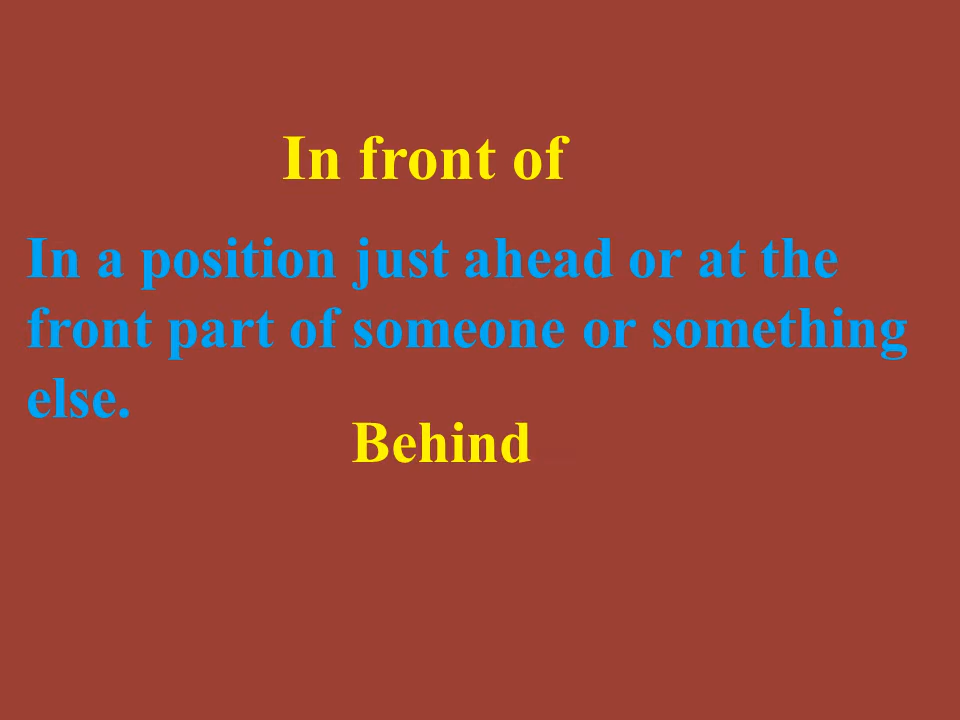 In front of
In a position just ahead or at the
front part of someone or something
else.
Behind